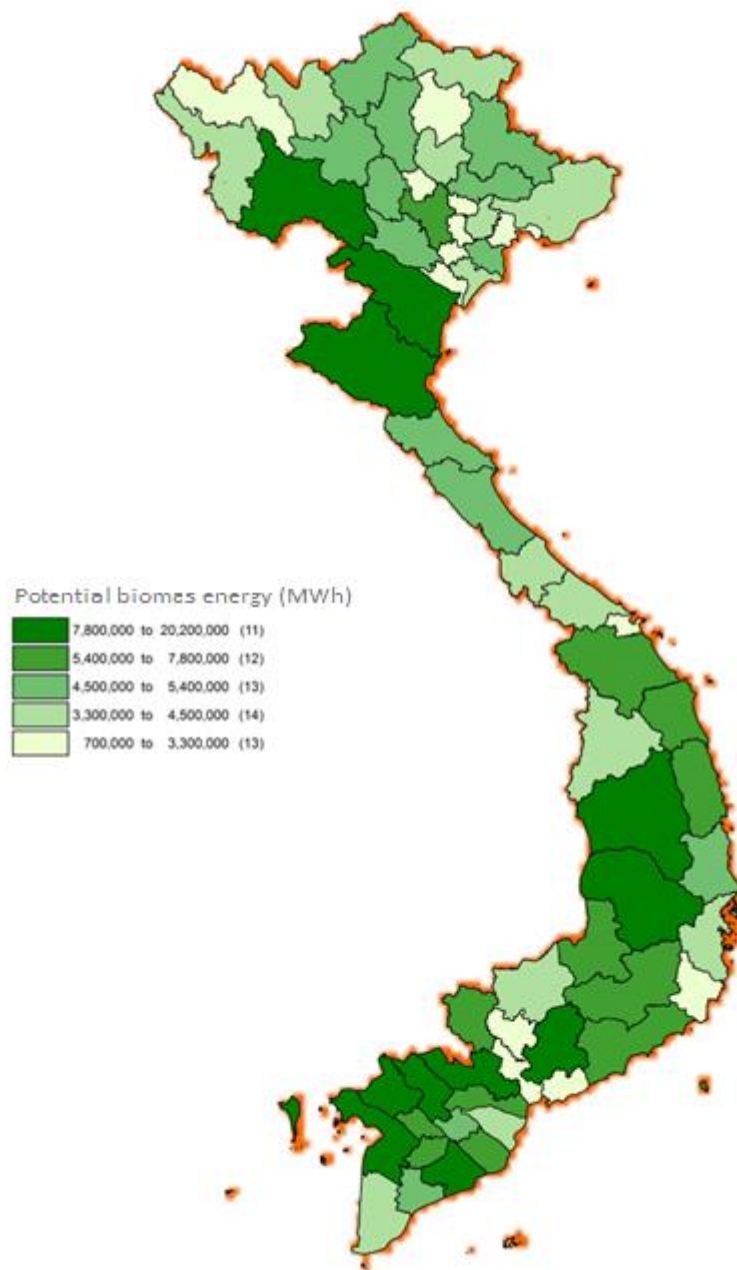 Potential biomas energy (MWh)
7,800,000 to 20,200,000 (11)
5,400,000 to 7,800,000 (12)
4,500,000 to 5,400,000 (13)
3,300,000 to 4,500,000 (14)
700,000 to 3,300,000 (13)